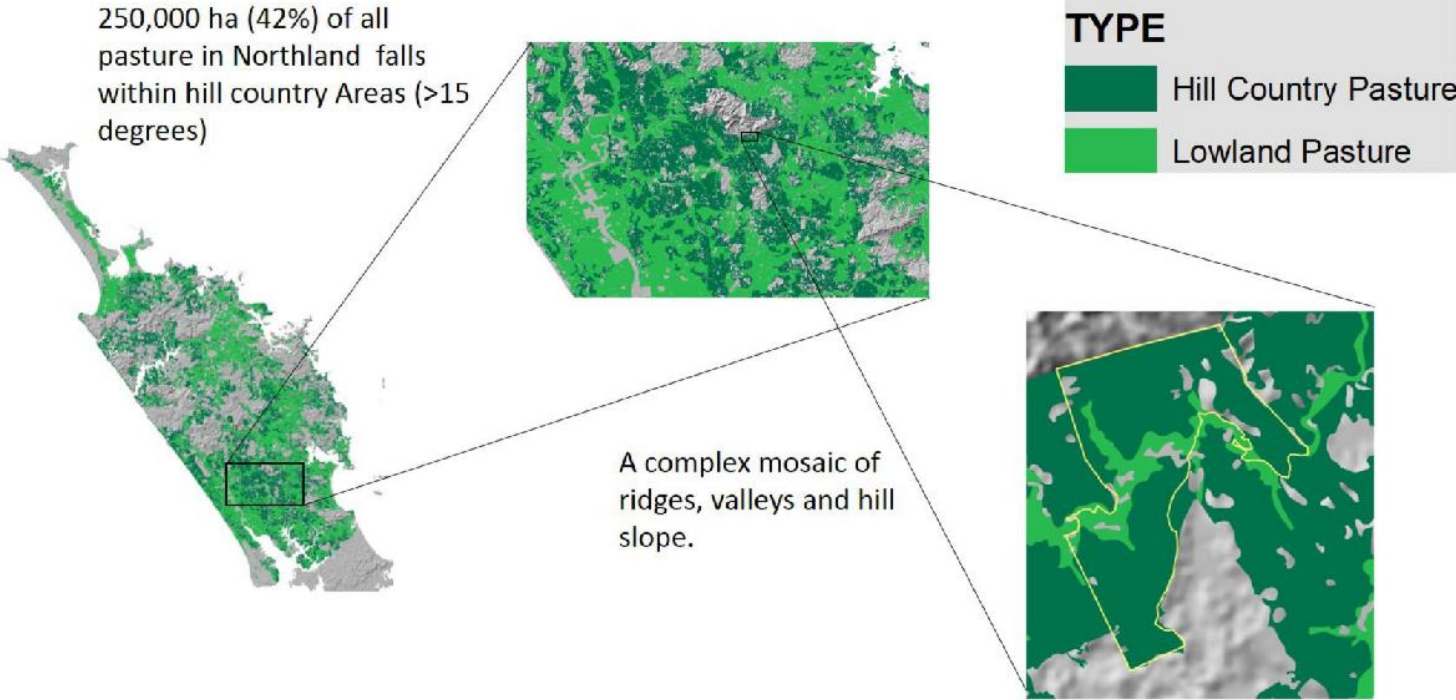 250,000 ha (42%) of all
pasture in Northland falls
within hill country Areas (>15
degrees)
TYPE
Hill Country Pasture
Lowland Pasture
A complex mosaic of
ridges, valleys and hill
slope.